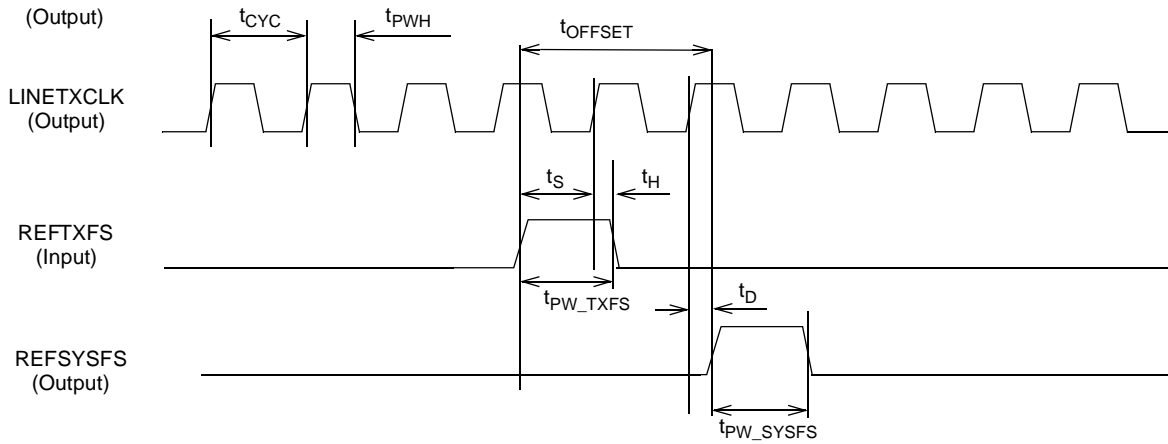 (Output)
tCYC
tPWH
tOFFSET
LINETXCLK
(Output)
tS
tH
REFTXFS
(Input)
tPW_TXFS
tD
REFSYSFS
(Output)
tPW_SYSFS